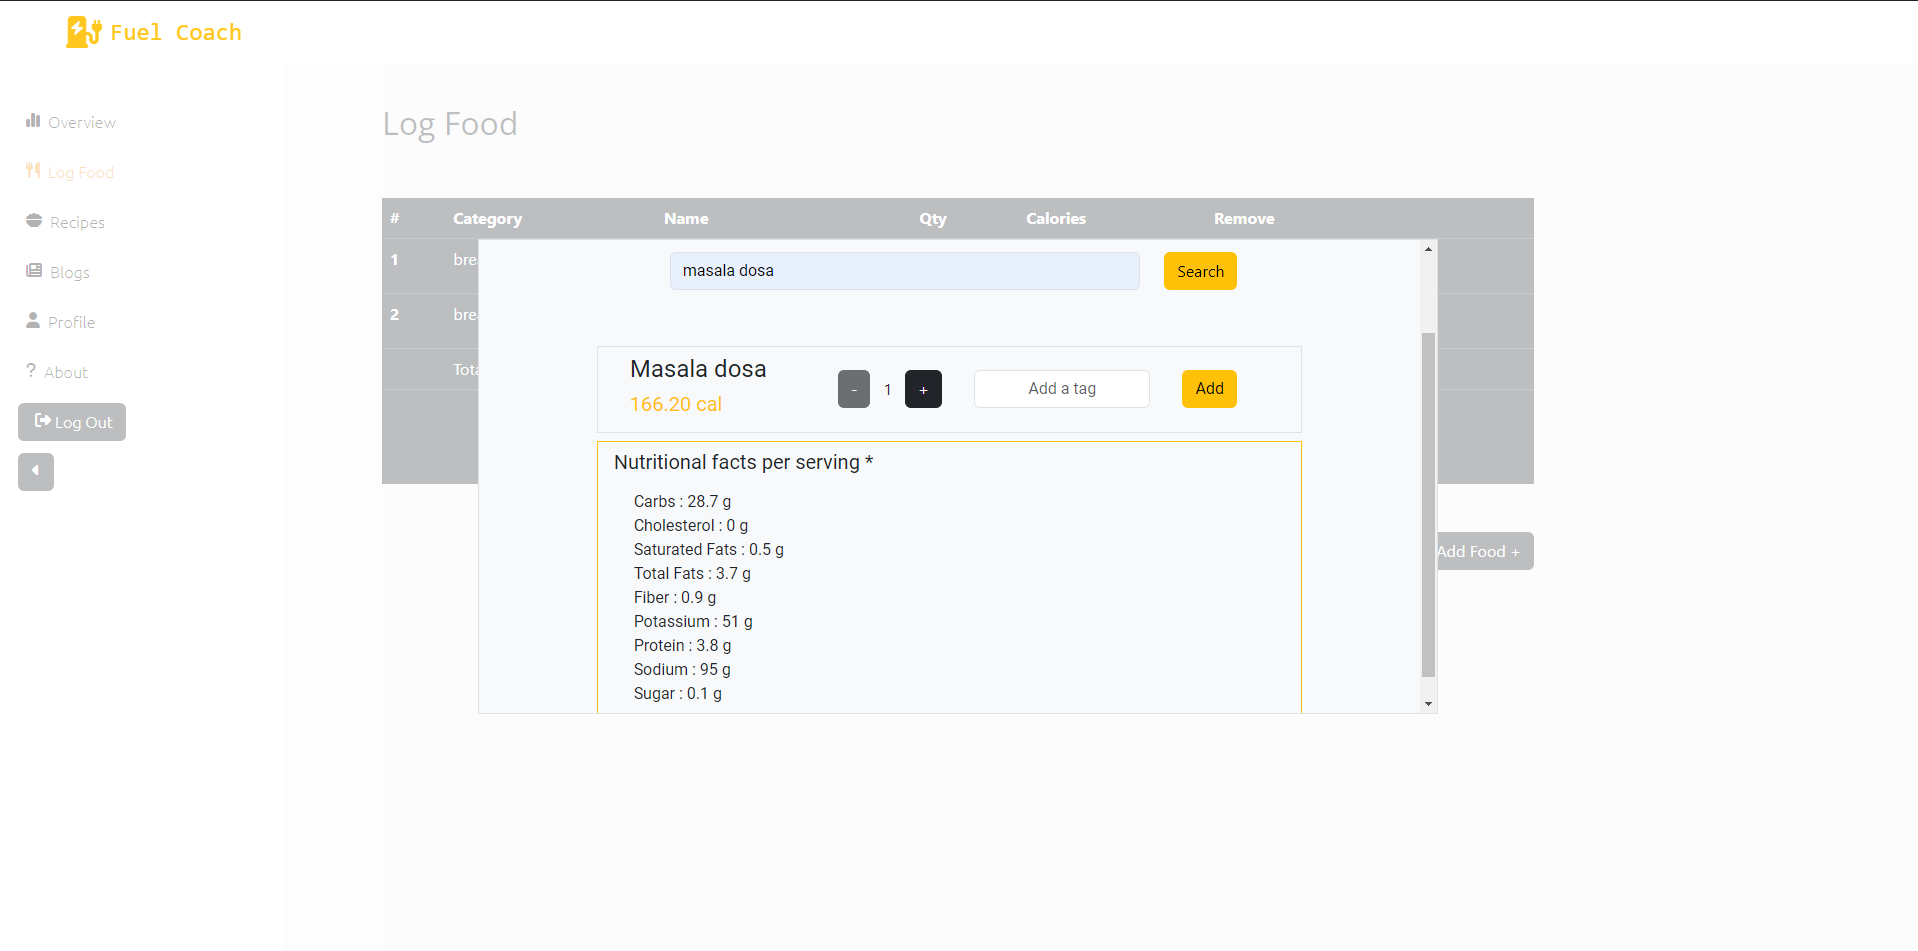 Fuel Coach
Overview
Log Food
Recipes
Blogs
Profile
? About
Log Out
Log Food
# Category Name Qty Calories Remove
1 brea
2 brea
Tota
masala dosa Search
Masala dosa
166.20 cal
- 1 + Add a tag Add
Nutritional facts per serving *
Carbs : 28.7 g
Cholesterol : 0 g
Saturated Fats : 0.5 g
Total Fats : 3.7 g
Fiber : 0.9 g
Potassium : 51 g
Protein : 3.8 g
Sodium : 95 g
Sugar : 0.1 g
Add Food +